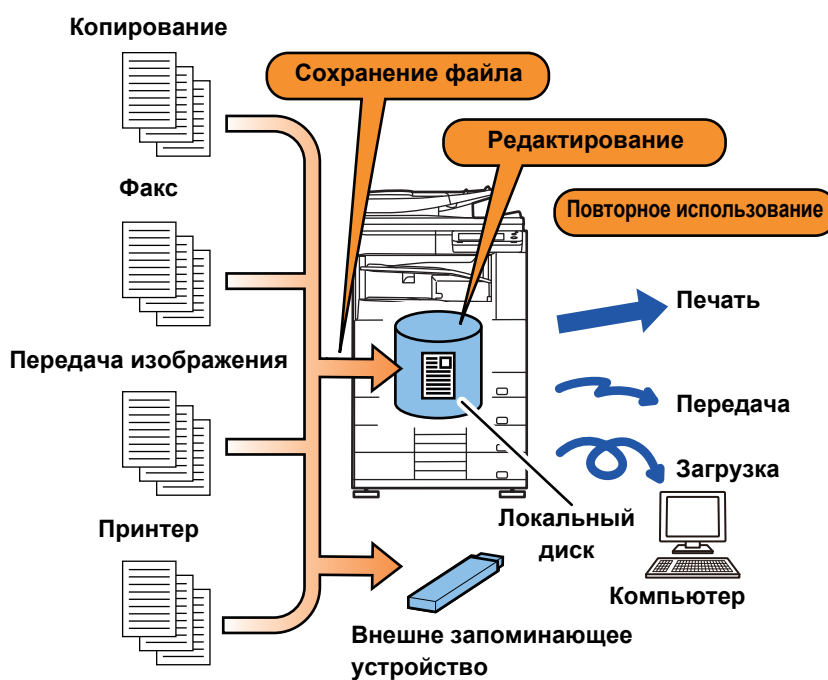 Копирование
Сохранение файла
Редактирование
Факс
Повторное использование
Печать
Передача изображения
Передача
Загрузка
Принтер
Локальный
диск
Компьютер
Внешне запоминающее
устройство